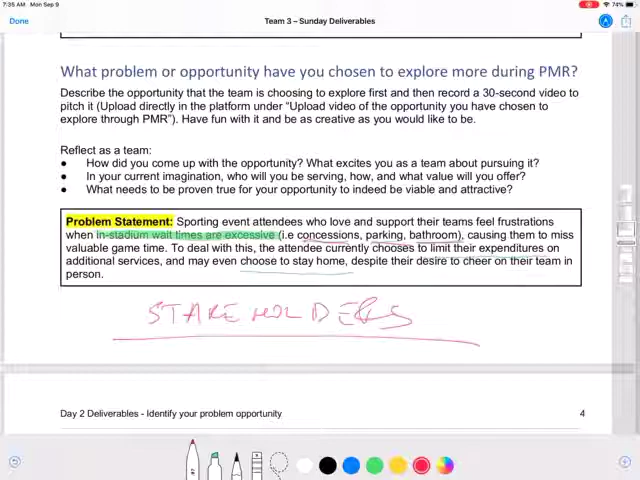 7:35 AM Mon Sep 9
74%
Done
Team 3 – Sunday Deliverables
What problem or opportunity have you chosen to explore more during PMR?
Describe the opportunity that the team is choosing to explore first and then record a 30-second video to
pitch it (Upload directly in the platform under “Upload video of the opportunity you have chosen to
explore through PMR”). Have fun with it and be as creative as you would like to be.
Reflect as a team:
● How did you come up with the opportunity? What excites you as a team about pursuing it?
● In your current imagination, who will you be serving, how, and what value will you offer?
● What needs to be proven true for your opportunity to indeed be viable and attractive?
Problem Statement: Sporting event attendees who love and support their teams feel frustrations
when in-stadium wait times are excessive (i.e concessions, parking, bathroom), causing them to miss
valuable game time. To deal with this, the attendee currently chooses to limit their expenditures on
additional services, and may even choose to stay home, despite their desire to cheer on their team in
person.
STAKEHOLDERS
Day 2 Deliverables - Identify your problem opportunity
4